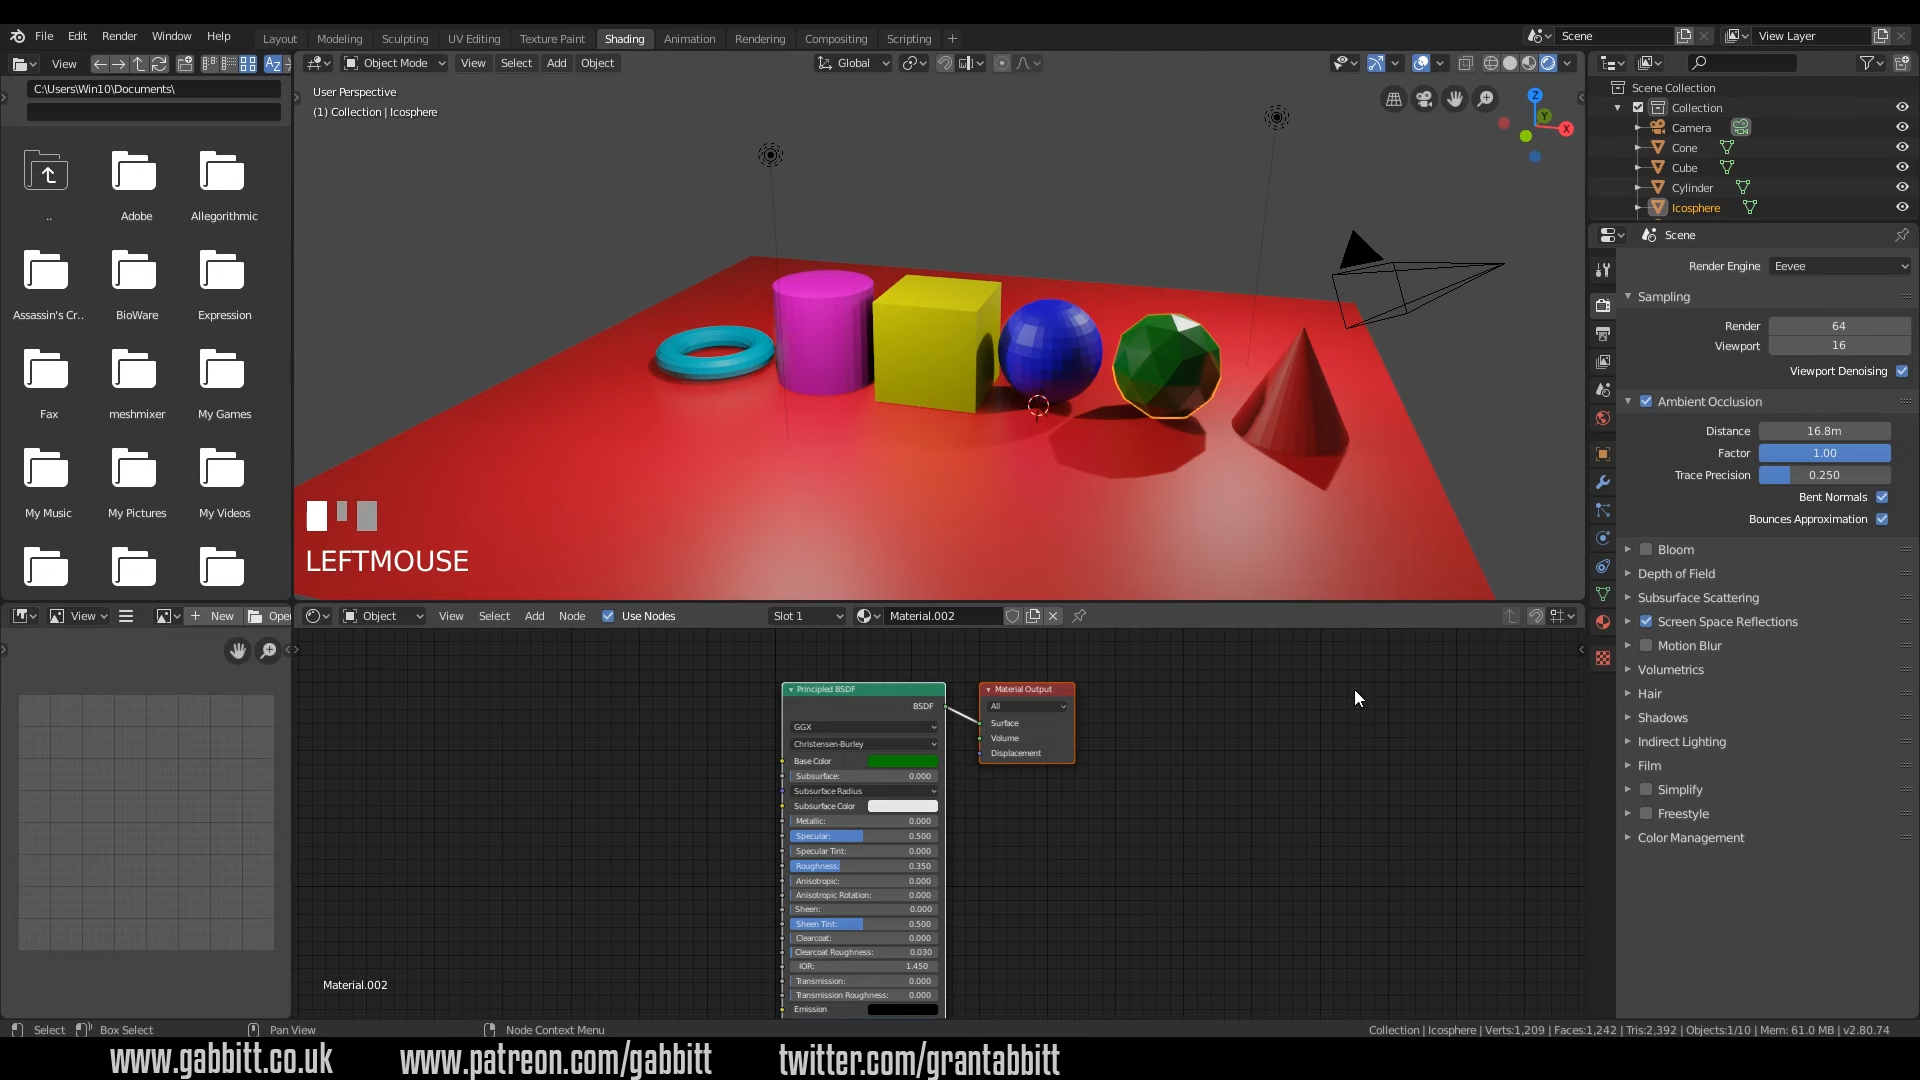 File Edit Render Window Help Layout Modeling Sculpting UV Editing Texture Paint Shading Animation Rendering Compositing Scripting Scene View Layer
View Object Mode View Select Add Object Global
C:\Users\Win10\Documents\
User Perspective
(1) Collection | Icosphere
..
Adobe
Allegorithmic
Assassin's Cr..
BioWare
Expression
Fax
meshmixer
My Games
My Music
My Pictures
My Videos
LEFTMOUSE
Z
Y
X
Scene Collection
Collection
Camera
Cone
Cube
Cylinder
Icosphere
Scene
Render Engine Eevee
Sampling
Render 64
Viewport 16
Viewport Denoising
Ambient Occlusion
Distance 16.8m
Factor 1.00
Trace Precision 0.250
Bent Normals
Bounces Approximation
Bloom
Depth of Field
Subsurface Scattering
Screen Space Reflections
Motion Blur
Volumetrics
Hair
Shadows
Indirect Lighting
Film
Simplify
Freestyle
Color Management
View New Open
Object View Select Add Node Use Nodes Slot 1 Material.002
Principled BSDF
BSDF
GGX
Christensen-Burley
Base Color
Subsurface: 0.000
Subsurface Radius
Subsurface Color
Metallic: 0.000
Specular: 0.500
Specular Tint: 0.000
Roughness: 0.350
Anisotropic: 0.000
Anisotropic Rotation: 0.000
Sheen: 0.000
Sheen Tint: 0.500
Clearcoat: 0.000
Clearcoat Roughness: 0.030
IOR: 1.450
Transmission: 0.000
Transmission Roughness: 0.000
Emission
Material Output
All
Surface
Volume
Displacement
Material.002
Select Box Select Pan View Node Context Menu Collection | Icosphere | Verts:1,209 | Faces:1,242 | Tris:2,392 | Objects:1/10 | Mem: 61.0 MB | v2.80.74
www.gabbitt.co.uk www.patreon.com/gabbitt twitter.com/grantabbitt